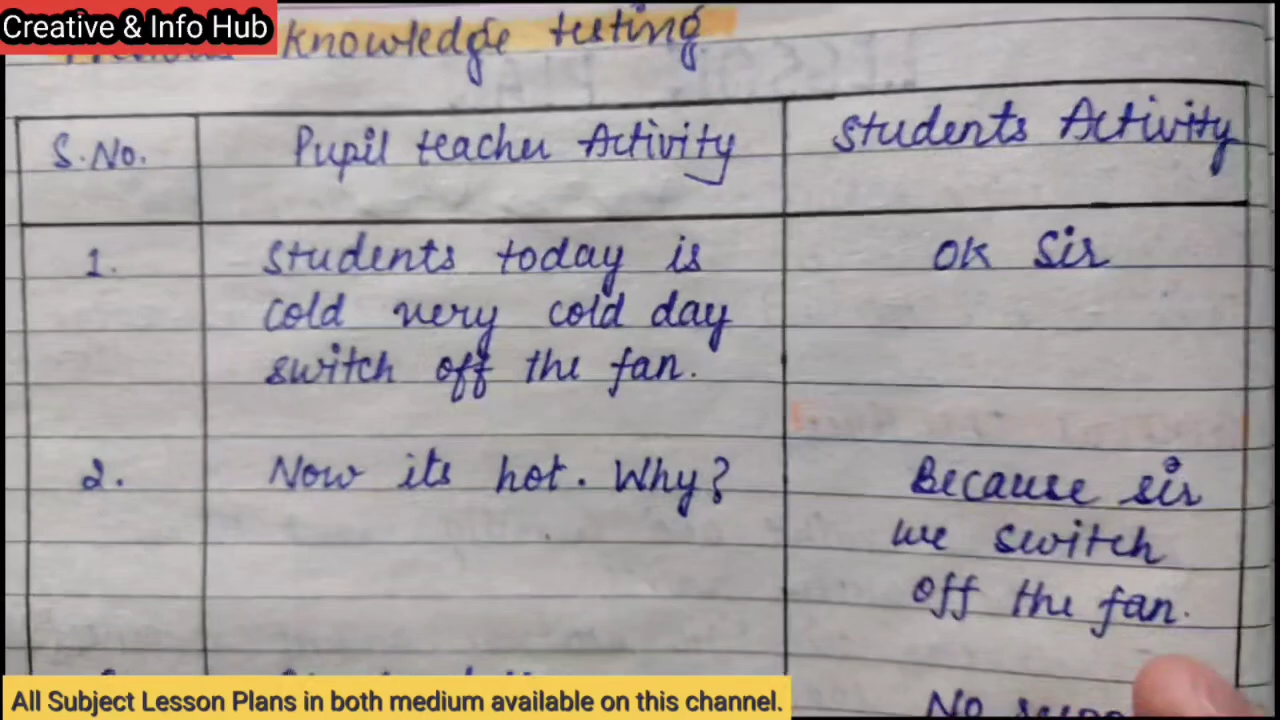 Creative & Info Hub
knowledge testing
S.No. Pupil teacher Activity Students Activity
1. Students today is OK Sir
cold very cold day
switch off the fan.
2. Now its hot. Why? Because sir
we switch
off the fan.
No
All Subject Lesson Plans in both medium available on this channel.